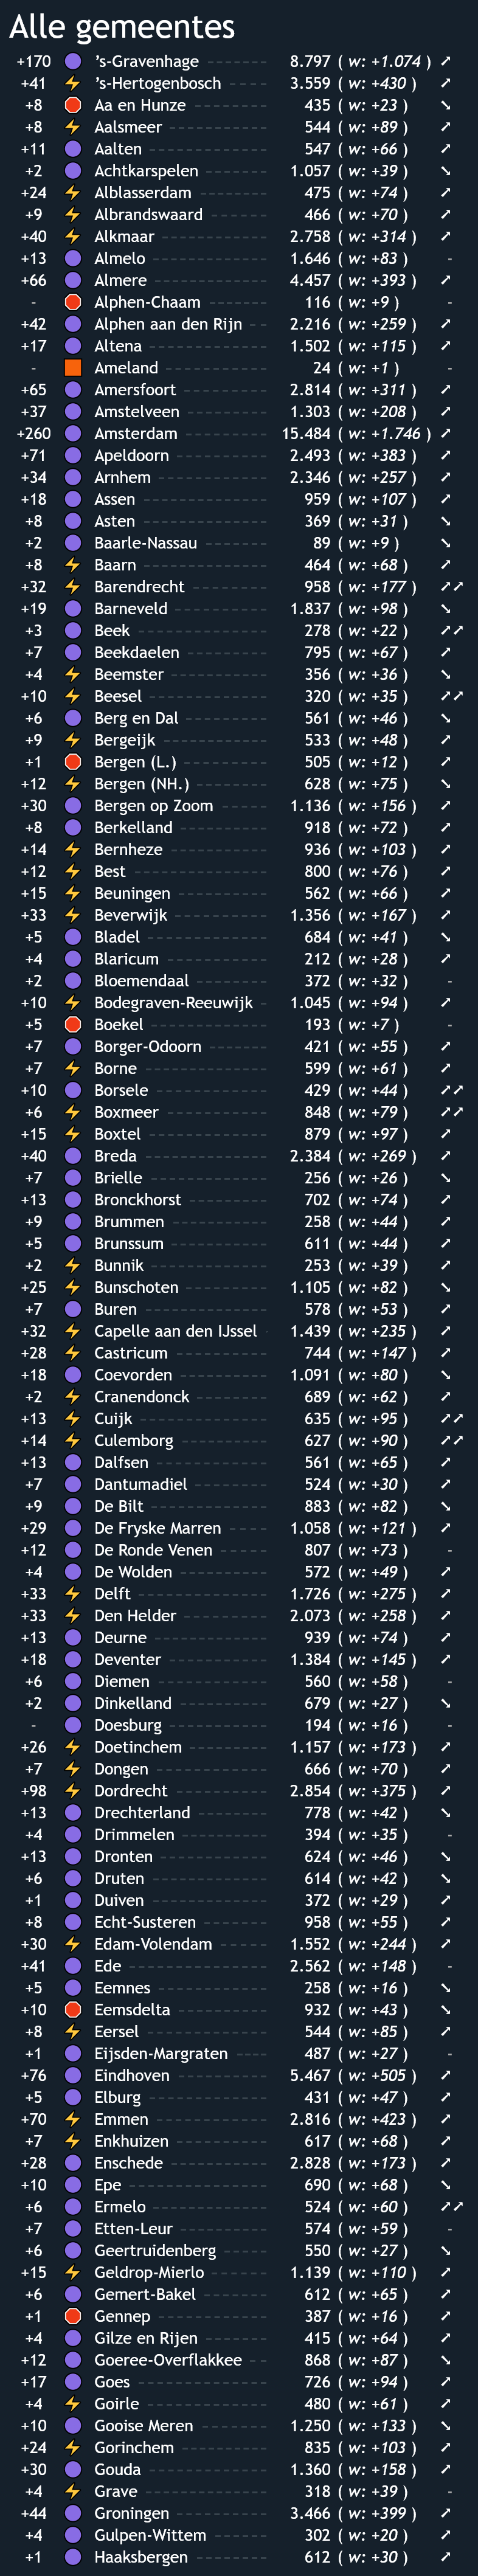 Alle gemeentes
+170 's-Gravenhage 8.797 ( w: +1.074 ) ↗
+41 's-Hertogenbosch 3.559 ( w: +430 ) ↗
+8 Aa en Hunze 435 ( w: +23 ) ↘
+8 Aalsmeer 544 ( w: +89 ) ↗
+11 Aalten 547 ( w: +66 ) ↗
+2 Achtkarspelen 1.057 ( w: +39 ) ↘
+24 Alblasserdam 475 ( w: +74 ) ↗
+9 Albrandswaard 466 ( w: +70 ) ↗
+40 Alkmaar 2.758 ( w: +314 ) ↗
+13 Almelo 1.646 ( w: +83 ) -
+66 Almere 4.457 ( w: +393 ) ↗
- Alphen-Chaam 116 ( w: +9 ) -
+42 Alphen aan den Rijn 2.216 ( w: +259 ) ↗
+17 Altena 1.502 ( w: +115 ) ↗
- Ameland 24 ( w: +1 ) -
+65 Amersfoort 2.814 ( w: +311 ) ↗
+37 Amstelveen 1.303 ( w: +208 ) ↗
+260 Amsterdam 15.484 ( w: +1.746 ) ↗
+71 Apeldoorn 2.493 ( w: +383 ) ↗
+34 Arnhem 2.346 ( w: +257 ) ↗
+18 Assen 959 ( w: +107 ) ↗
+8 Asten 369 ( w: +31 ) ↘
+2 Baarle-Nassau 89 ( w: +9 ) ↘
+8 Baarn 464 ( w: +68 ) ↗
+32 Barendrecht 958 ( w: +177 ) ↗↗
+19 Barneveld 1.837 ( w: +98 ) ↘
+3 Beek 278 ( w: +22 ) ↗↗
+7 Beekdaelen 795 ( w: +67 ) ↗
+4 Beemster 356 ( w: +36 ) ↘
+10 Beesel 320 ( w: +35 ) ↗↗
+6 Berg en Dal 561 ( w: +46 ) ↘
+9 Bergeijk 533 ( w: +48 ) ↗
+1 Bergen (L.) 505 ( w: +12 ) ↗
+12 Bergen (NH.) 628 ( w: +75 ) ↘
+30 Bergen op Zoom 1.136 ( w: +156 ) ↗
+8 Berkelland 918 ( w: +72 ) ↗
+14 Bernheze 936 ( w: +103 ) ↗
+12 Best 800 ( w: +76 ) ↗
+15 Beuningen 562 ( w: +66 ) ↗
+33 Beverwijk 1.356 ( w: +167 ) ↗
+5 Bladel 684 ( w: +41 ) ↘
+4 Blaricum 212 ( w: +28 ) ↗
+2 Bloemendaal 372 ( w: +32 ) -
+10 Bodegraven-Reeuwijk 1.045 ( w: +94 ) ↗
+5 Boekel 193 ( w: +7 ) -
+7 Borger-Odoorn 421 ( w: +55 ) ↗
+7 Borne 599 ( w: +61 ) ↗
+10 Borsele 429 ( w: +44 ) ↗↗
+6 Boxmeer 848 ( w: +79 ) ↗↗
+15 Boxtel 879 ( w: +97 ) ↗
+40 Breda 2.384 ( w: +269 ) ↗
+7 Brielle 256 ( w: +26 ) ↘
+13 Bronckhorst 702 ( w: +74 ) ↗
+9 Brummen 258 ( w: +44 ) ↗
+5 Brunssum 611 ( w: +44 ) ↗
+2 Bunnik 253 ( w: +39 ) ↗
+25 Bunschoten 1.105 ( w: +82 ) ↘
+7 Buren 578 ( w: +53 ) ↗
+32 Capelle aan den IJssel 1.439 ( w: +235 ) ↗
+28 Castricum 744 ( w: +147 ) ↗
+18 Coevorden 1.091 ( w: +80 ) ↘
+2 Cranendonck 689 ( w: +62 ) ↗
+13 Cuijk 635 ( w: +95 ) ↗↗
+14 Culemborg 627 ( w: +90 ) ↗↗
+13 Dalfsen 561 ( w: +65 ) ↗
+7 Dantumadiel 524 ( w: +30 ) ↗
+9 De Bilt 883 ( w: +82 ) ↘
+29 De Fryske Marren 1.058 ( w: +121 ) ↗
+12 De Ronde Venen 807 ( w: +73 ) -
+4 De Wolden 572 ( w: +49 ) ↗
+33 Delft 1.726 ( w: +275 ) ↗
+33 Den Helder 2.073 ( w: +258 ) ↗
+13 Deurne 939 ( w: +74 ) ↗
+18 Deventer 1.384 ( w: +145 ) ↗
+6 Diemen 560 ( w: +58 ) -
+2 Dinkelland 679 ( w: +27 ) ↘
- Doesburg 194 ( w: +16 ) -
+26 Doetinchem 1.157 ( w: +173 ) ↗
+7 Dongen 666 ( w: +70 ) ↗
+98 Dordrecht 2.854 ( w: +375 ) ↗
+13 Drechterland 778 ( w: +42 ) ↘
+4 Drimmelen 394 ( w: +35 ) -
+13 Dronten 624 ( w: +46 ) ↘
+6 Druten 614 ( w: +42 ) ↘
+1 Duiven 372 ( w: +29 ) ↗
+8 Echt-Susteren 958 ( w: +55 ) ↗
+30 Edam-Volendam 1.552 ( w: +244 ) ↗
+41 Ede 2.562 ( w: +148 ) -
+5 Eemnes 258 ( w: +16 ) ↘
+10 Eemsdelta 932 ( w: +43 ) ↘
+8 Eersel 544 ( w: +85 ) ↗
+1 Eijsden-Margraten 487 ( w: +27 ) -
+76 Eindhoven 5.467 ( w: +505 ) ↗
+5 Elburg 431 ( w: +47 ) ↗
+70 Emmen 2.816 ( w: +423 ) ↗
+7 Enkhuizen 617 ( w: +68 ) ↗
+28 Enschede 2.828 ( w: +173 ) ↗
+10 Epe 690 ( w: +68 ) ↘
+6 Ermelo 524 ( w: +60 ) ↗↗
+7 Etten-Leur 574 ( w: +59 ) -
+6 Geertruidenberg 550 ( w: +27 ) ↘
+15 Geldrop-Mierlo 1.139 ( w: +110 ) ↗
+6 Gemert-Bakel 612 ( w: +65 ) ↗
+1 Gennep 387 ( w: +16 ) ↗
+4 Gilze en Rijen 415 ( w: +64 ) ↗
+12 Goeree-Overflakkee 868 ( w: +87 ) ↘
+17 Goes 726 ( w: +94 ) ↗
+4 Goirle 480 ( w: +61 ) ↗
+10 Gooise Meren 1.250 ( w: +133 ) ↘
+24 Gorinchem 835 ( w: +103 ) ↗
+30 Gouda 1.360 ( w: +158 ) ↗
+4 Grave 318 ( w: +39 ) -
+44 Groningen 3.466 ( w: +399 ) ↗
+4 Gulpen-Wittem 302 ( w: +20 ) ↗
+1 Haaksbergen 612 ( w: +30 ) ↗